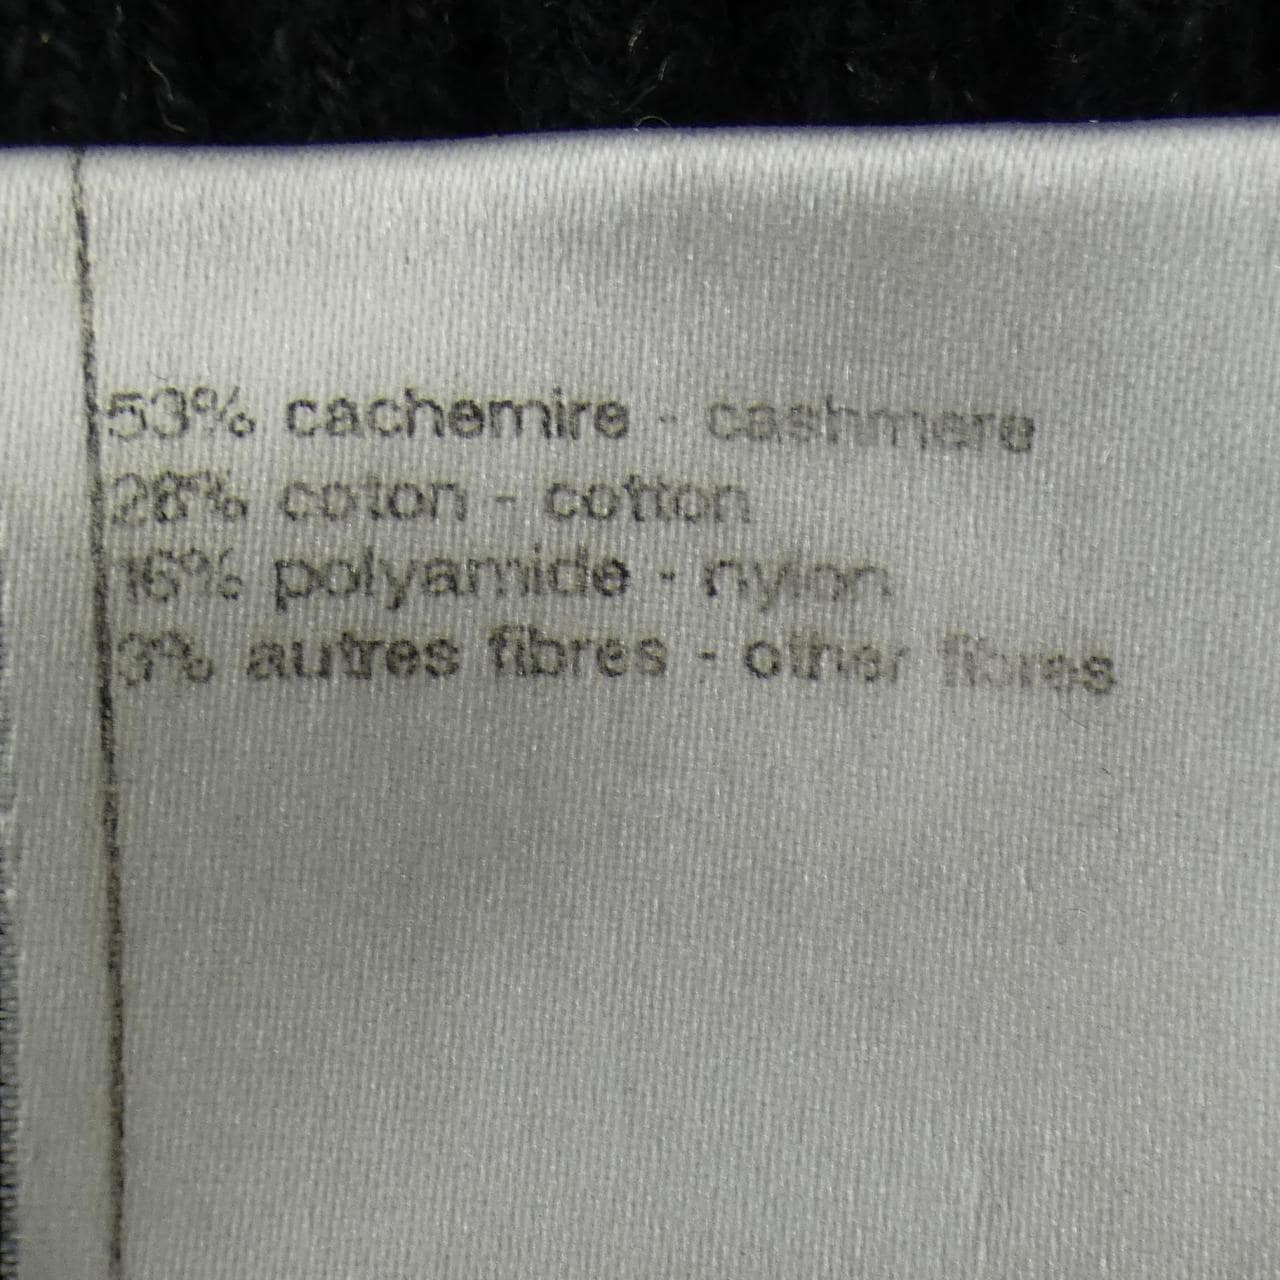 53% cachemire - cashmere
28% coton - cotton
16% polyamide - nylon
3% autres fibres - other fibres